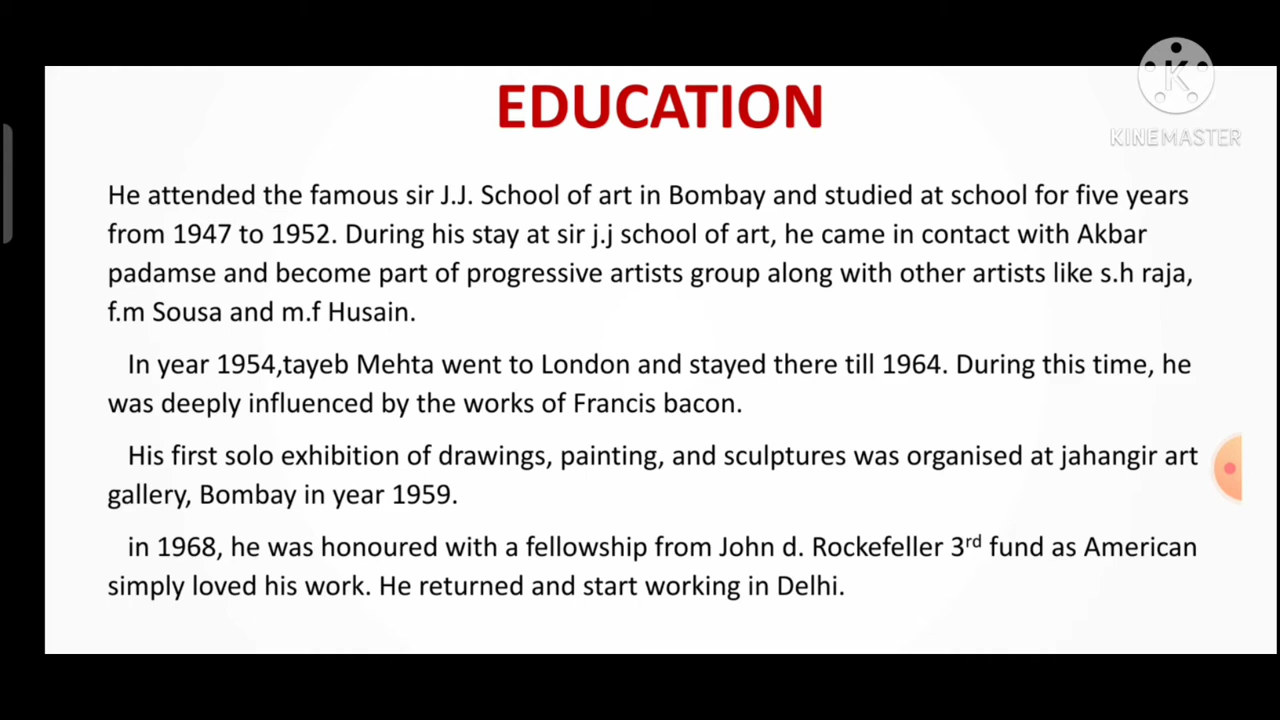 EDUCATION
K
KINEMASTER
He attended the famous sir J.J. School of art in Bombay and studied at school for five years
from 1947 to 1952. During his stay at sir j.j school of art, he came in contact with Akbar
padamse and become part of progressive artists group along with other artists like s.h raja,
f.m Sousa and m.f Husain.
In year 1954,tayeb Mehta went to London and stayed there till 1964. During this time, he
was deeply influenced by the works of Francis bacon.
His first solo exhibition of drawings, painting, and sculptures was organised at jahangir art
gallery, Bombay in year 1959.
in 1968, he was honoured with a fellowship from John d. Rockefeller 3rd fund as American
simply loved his work. He returned and start working in Delhi.